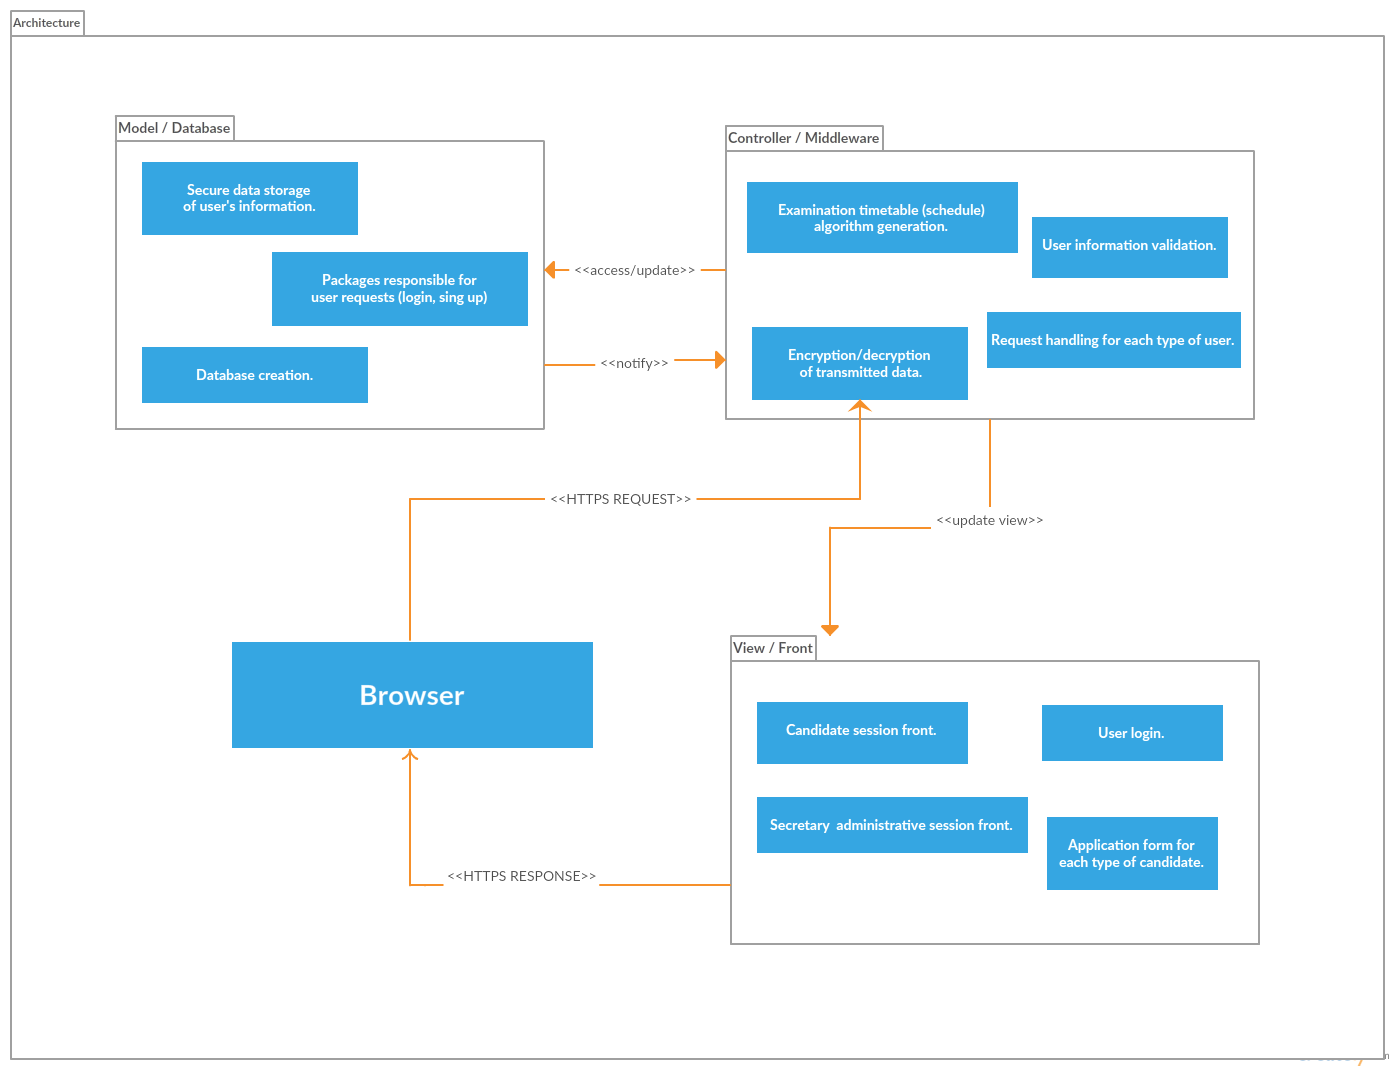 Architecture
Model / Database
Secure data storage
of user's information.
Packages responsible for
user requests (login, sing up)
Database creation.
Controller / Middleware
Examination timetable (schedule)
algorithm generation.
User information validation.
Request handling for each type of user.
Encryption/decryption
of transmitted data.
<<access/update>>
<<notify>>
<<HTTPS REQUEST>>
<<update view>>
Browser
View / Front
Candidate session front.
User login.
Secretary  administrative session front.
Application form for
each type of candidate.
<<HTTPS RESPONSE>>